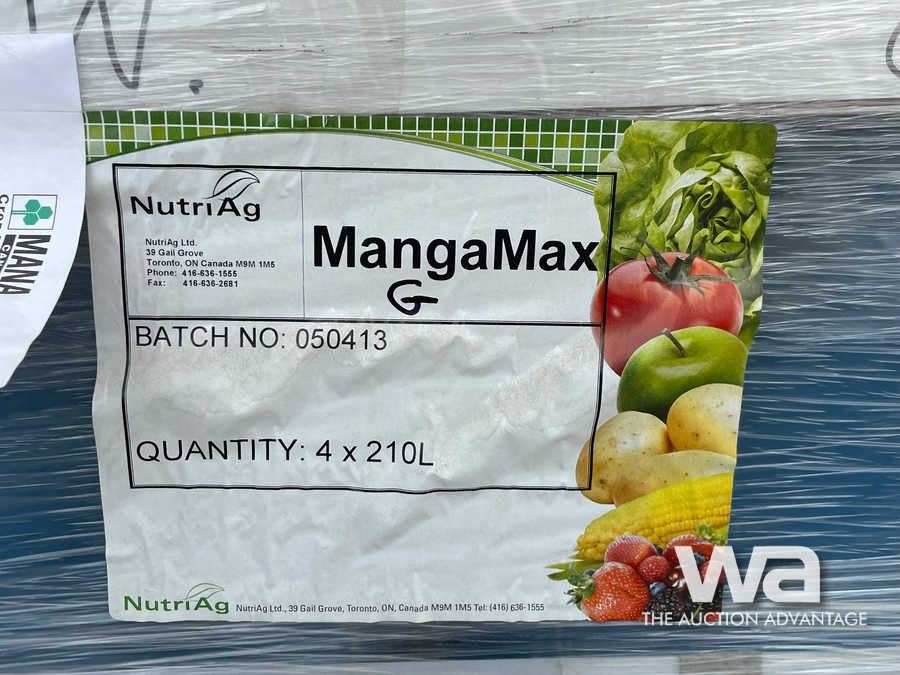 W.
NutriAg
NutriAg Ltd.
39 Gail Grove
Toronto, ON Canada M9M 1M5
Phone: 416-636-1555
Fax: 416-636-2681
MangaMax
G
BATCH NO: 050413
QUANTITY: 4 x 210L
NutriAg NutriAg Ltd., 39 Gail Grove, Toronto, ON, Canada M9M 1M5 Tel: (416) 636-1555
MANA
wa
THE AUCTION ADVANTAGE